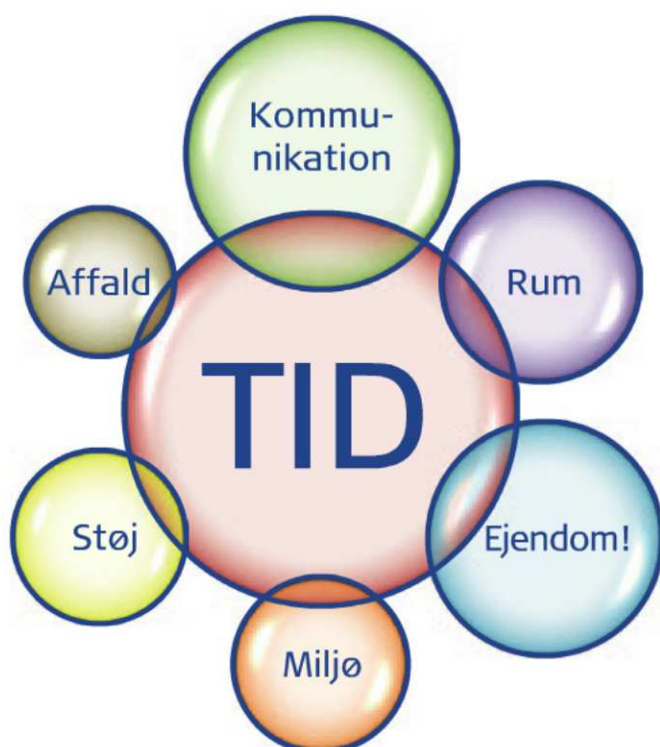 Kommu-
nikation
Affald
Rum
TID
Støj
Ejendom!
Miljø